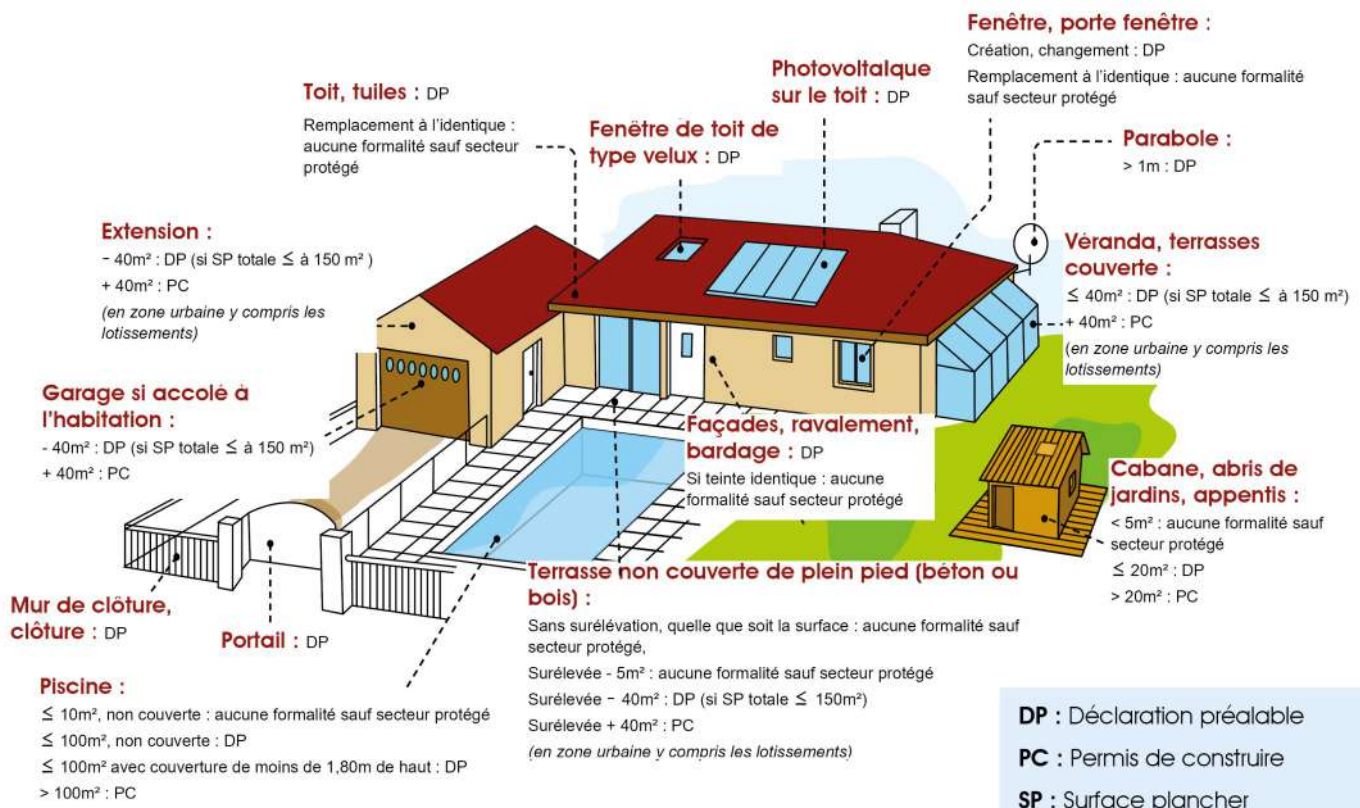 Fenêtre, porte fenêtre :
Création, changement : DP
Remplacement à l'identique : aucune formalité
sauf secteur protégé
Photovoltalque
sur le toit : DP
Toit, tuiles : DP
Remplacement à l'identique :
aucune formalité sauf secteur
protégé
Fenêtre de toit de
type velux : DP
Parabole :
> 1m : DP
Extension :
- 40m² : DP (si SP totale ≤ à 150 m² )
+ 40m² : PC
(en zone urbaine y compris les
lotissements)
Véranda, terrasses
couverte :
≤ 40m² : DP (si SP totale ≤ à 150 m²)
+ 40m² : PC
(en zone urbaine y compris les
lotissements)
Garage si accolé à
l'habitation :
- 40m² : DP (si SP totale ≤ à 150 m²)
+ 40m² : PC
Façades, ravalement,
bardage : DP
Si teinte identique : aucune
formalité sauf secteur protégé
Cabane, abris de
jardins, appentis :
< 5m² : aucune formalité sauf
secteur protégé
≤ 20m² : DP
> 20m² : PC
Mur de clôture,
clôture : DP
Portail : DP
Terrasse non couverte de plein pied (béton ou
bois) :
Sans surélévation, quelle que soit la surface : aucune formalité sauf
secteur protégé,
Surélevée - 5m² : aucune formalité sauf secteur protégé
Surélevée - 40m² : DP (si SP totale ≤ 150m²)
Surélevée + 40m² : PC
(en zone urbaine y compris les lotissements)
Piscine :
≤ 10m², non couverte : aucune formalité sauf secteur protégé
≤ 100m², non couverte : DP
≤ 100m² avec couverture de moins de 1,80m de haut : DP
> 100m² : PC
DP : Déclaration préalable
PC : Permis de construire
SP : Surface plancher